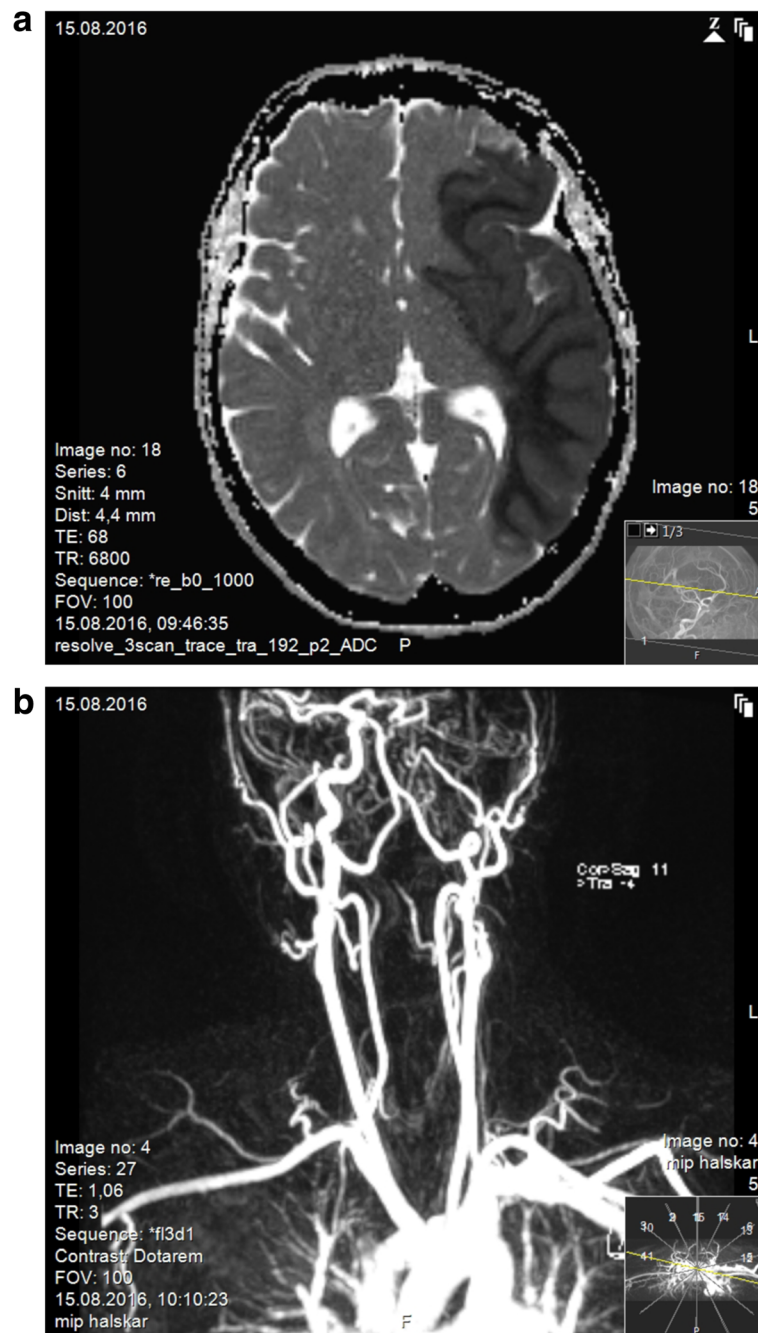 a
15.08.2016
Z
L
Image no: 18
Series: 6
Snitt: 4 mm
Dist: 4,4 mm
TE: 68
TR: 6800
Sequence: *re_b0_1000
FOV: 100
15.08.2016, 09:46:35
resolve_3scan_trace_tra_192_p2_ADC P
Image no: 18
5
1/3
1
F
b
15.08.2016
Cor>Sag 11
>Tra -4
L
Image no: 4
Series: 27
TE: 1,06
TR: 3
Sequence: *fl3d1
Contrast: Dotarem
FOV: 100
15.08.2016, 10:10:23
mip halskar
F
Image no: 4
mip halskar
5